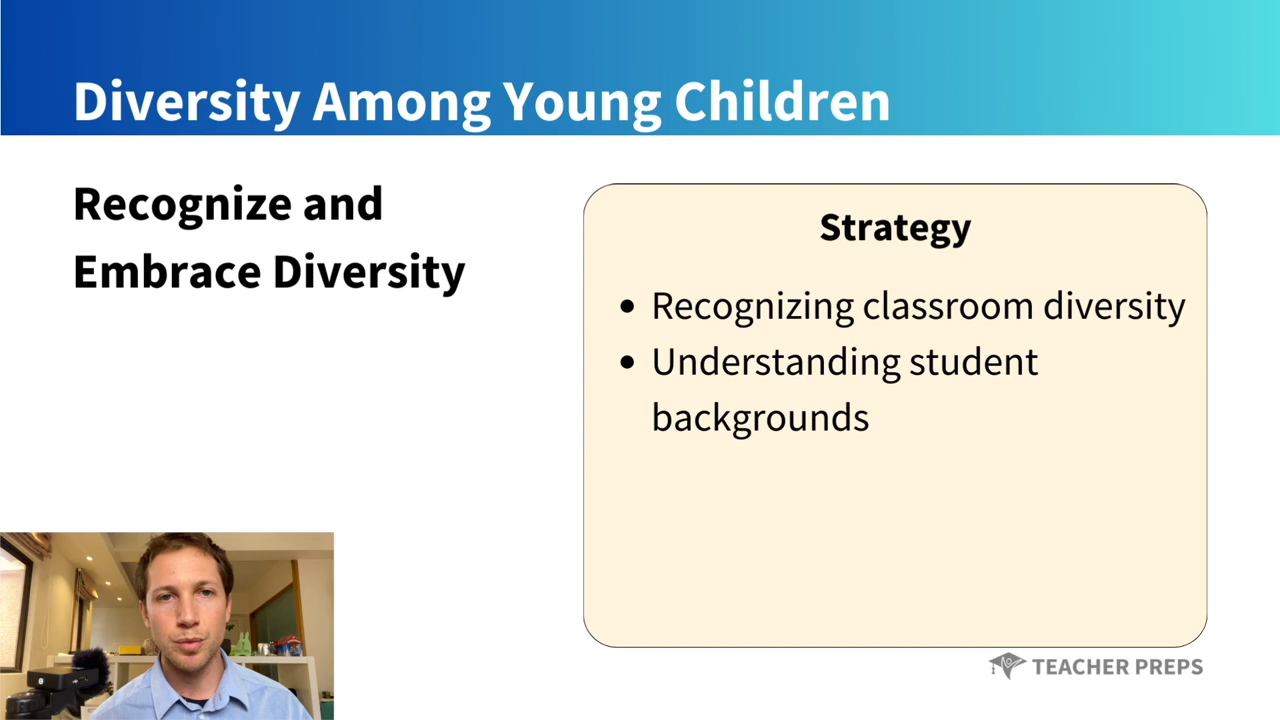 Diversity Among Young Children
Recognize and
Embrace Diversity
Strategy
• Recognizing classroom diversity
• Understanding student
backgrounds
TEACHER PREPS